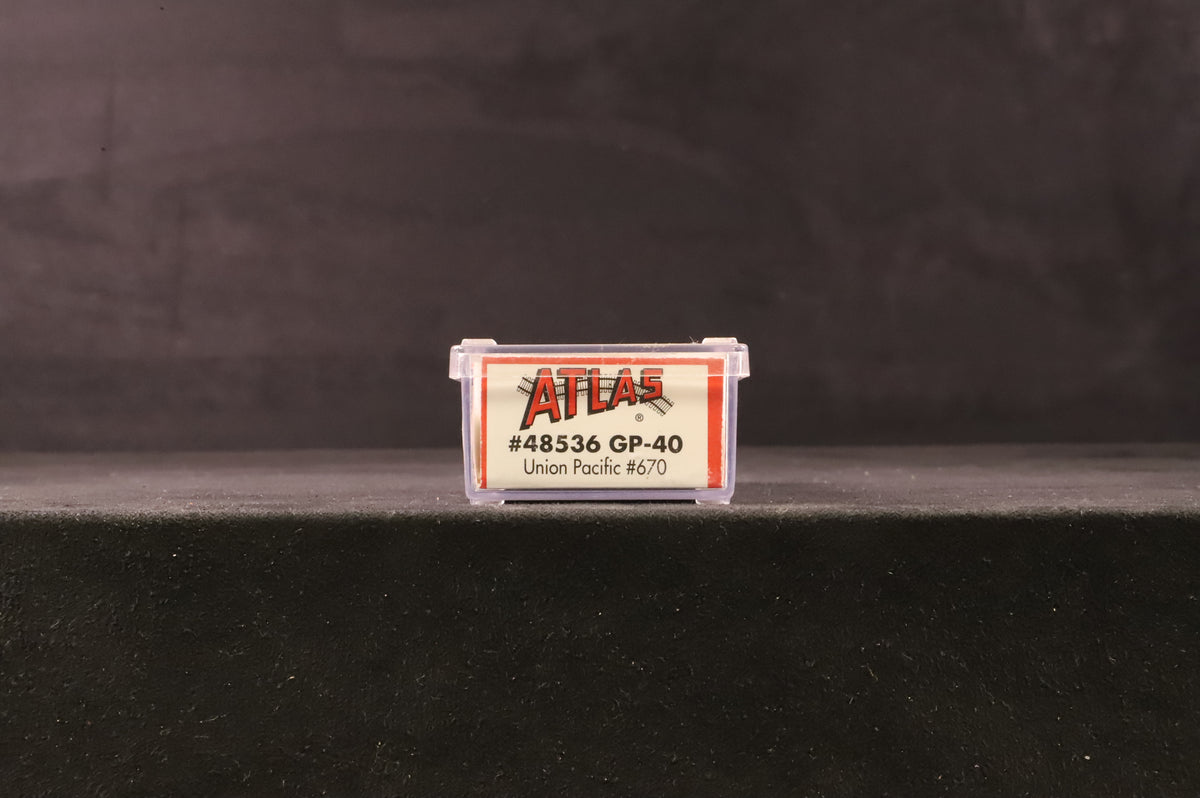 ATLAS®
#48536 GP-40
Union Pacific #670